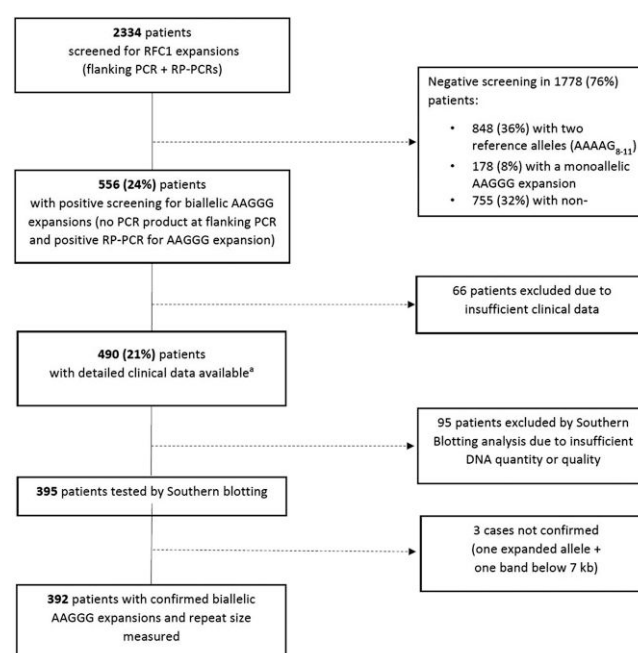 2334 patients
screened for RFC1 expansions
(flanking PCR + RP-PCRs)
Negative screening in 1778 (76%)
patients:
• 848 (36%) with two
reference alleles (AAAAG8-11)
• 178 (8%) with a monoallelic
AAGGG expansion
• 755 (32%) with non-
556 (24%) patients
with positive screening for biallelic AAGGG
expansions (no PCR product at flanking PCR
and positive RP-PCR for AAGGG expansion)
66 patients excluded due to
insufficient clinical data
490 (21%) patients
with detailed clinical data availableᵃ
95 patients excluded by Southern
Blotting analysis due to insufficient
DNA quantity or quality
395 patients tested by Southern blotting
3 cases not confirmed
(one expanded allele +
one band below 7 kb)
392 patients with confirmed biallelic
AAGGG expansions and repeat size
measured